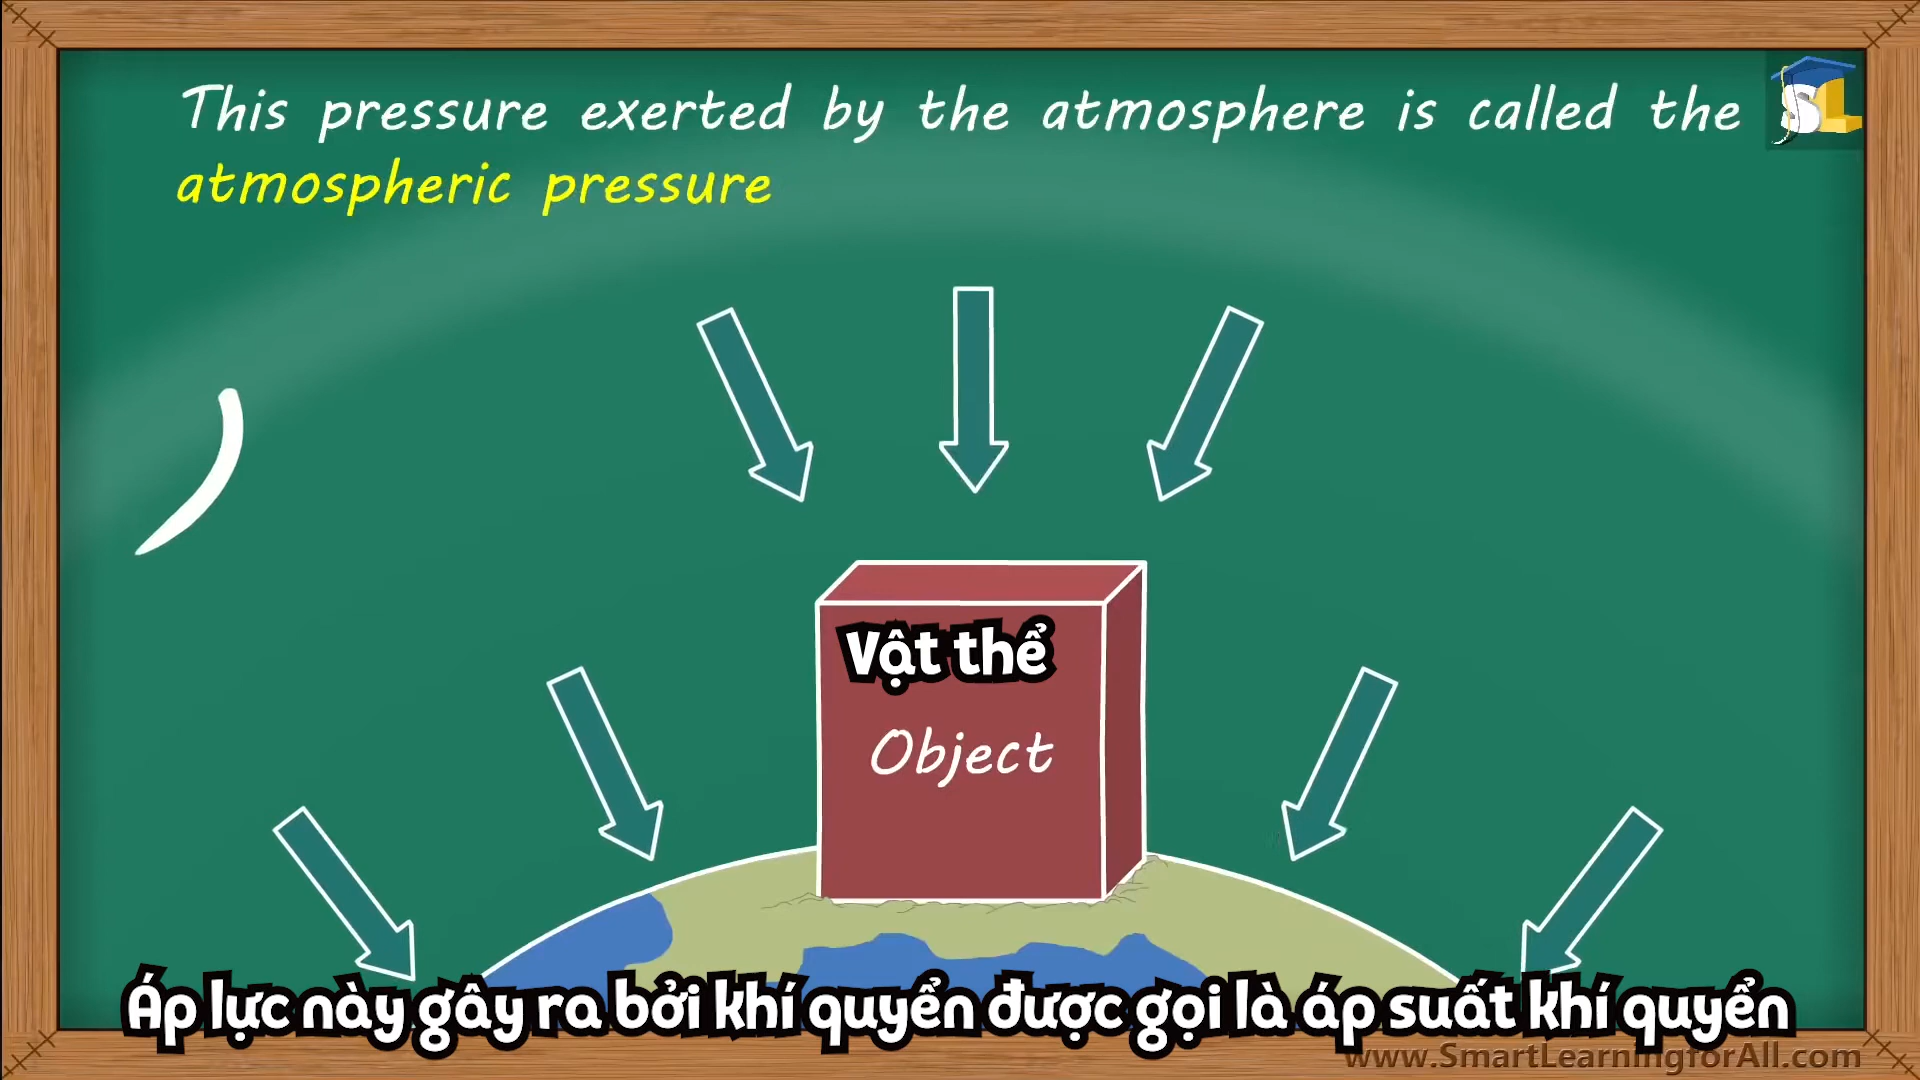 This pressure exerted by the atmosphere is called the
atmospheric pressure
SL
Vật thể
Object
Áp lực này gây ra bởi khí quyển được gọi là áp suất khí quyển
www.SmartLearningforAll.com